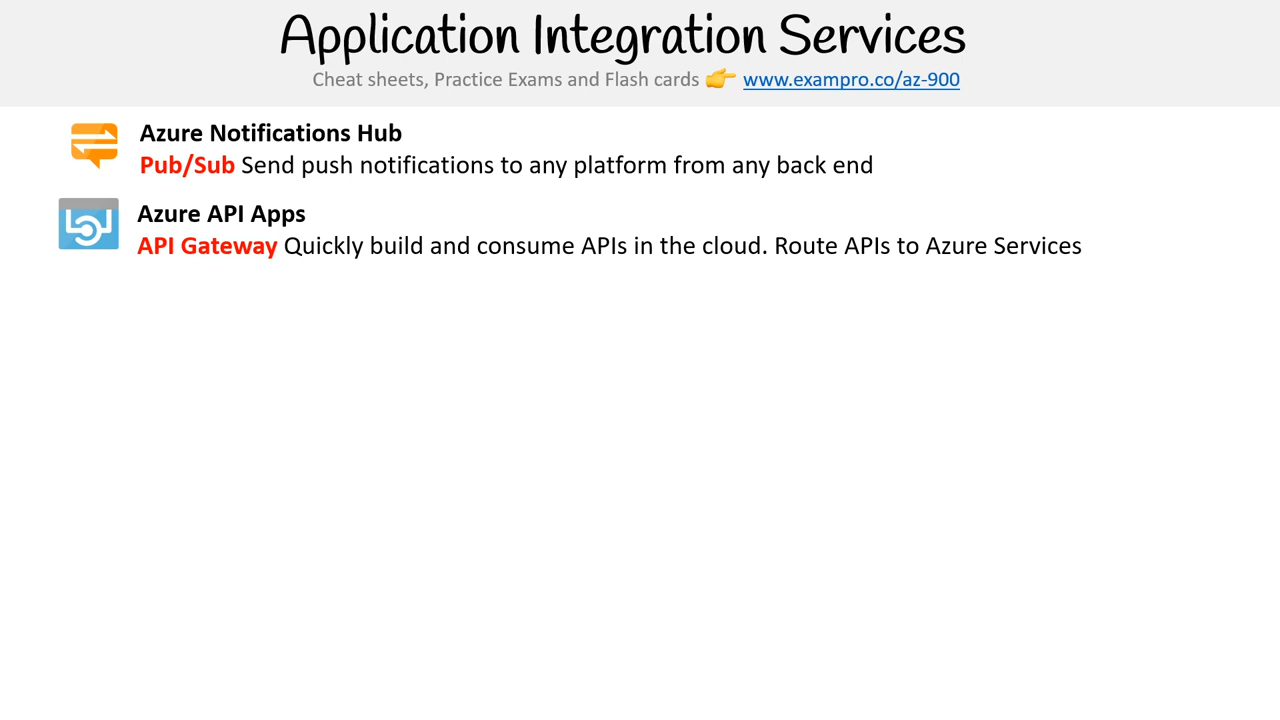 Application Integration Services
Cheat sheets, Practice Exams and Flash cards 👉 www.exampro.co/az-900
Azure Notifications Hub
Pub/Sub Send push notifications to any platform from any back end
Azure API Apps
API Gateway Quickly build and consume APIs in the cloud. Route APIs to Azure Services